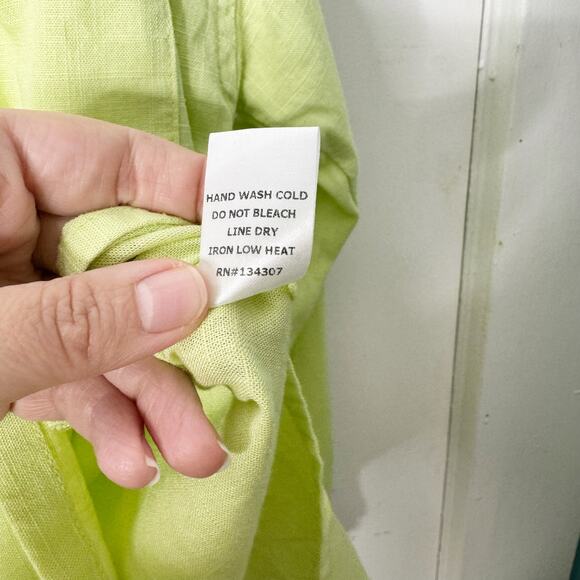 HAND WASH COLD
DO NOT BLEACH
LINE DRY
IRON LOW HEAT
RN#134307